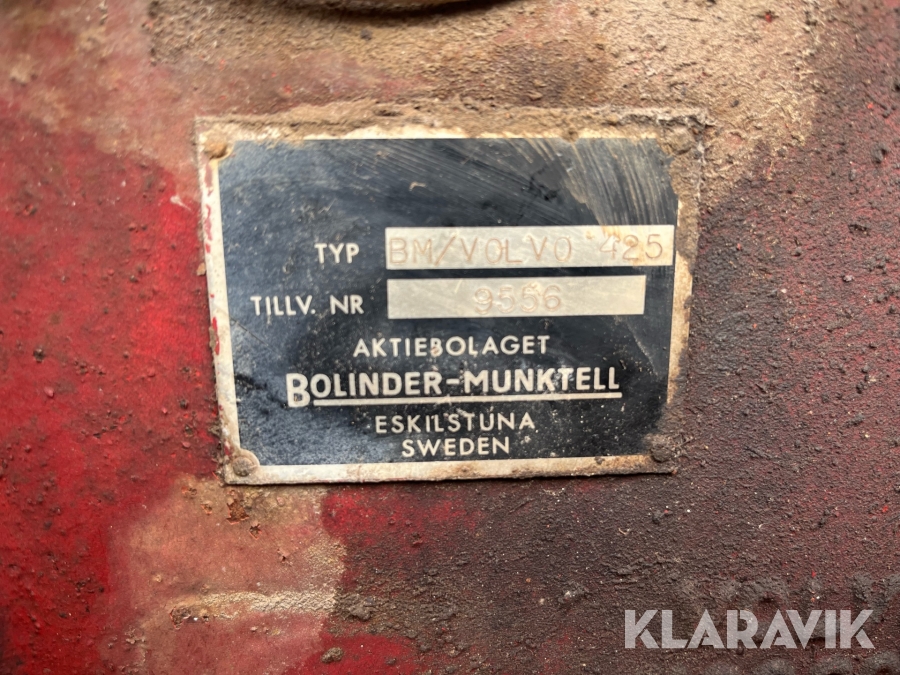 TYP BM/VOLVO 425
TILLV. NR 9556
AKTIEBOLAGET
BOLINDER-MUNKTELL
ESKILSTUNA
SWEDEN
KLARAVIK